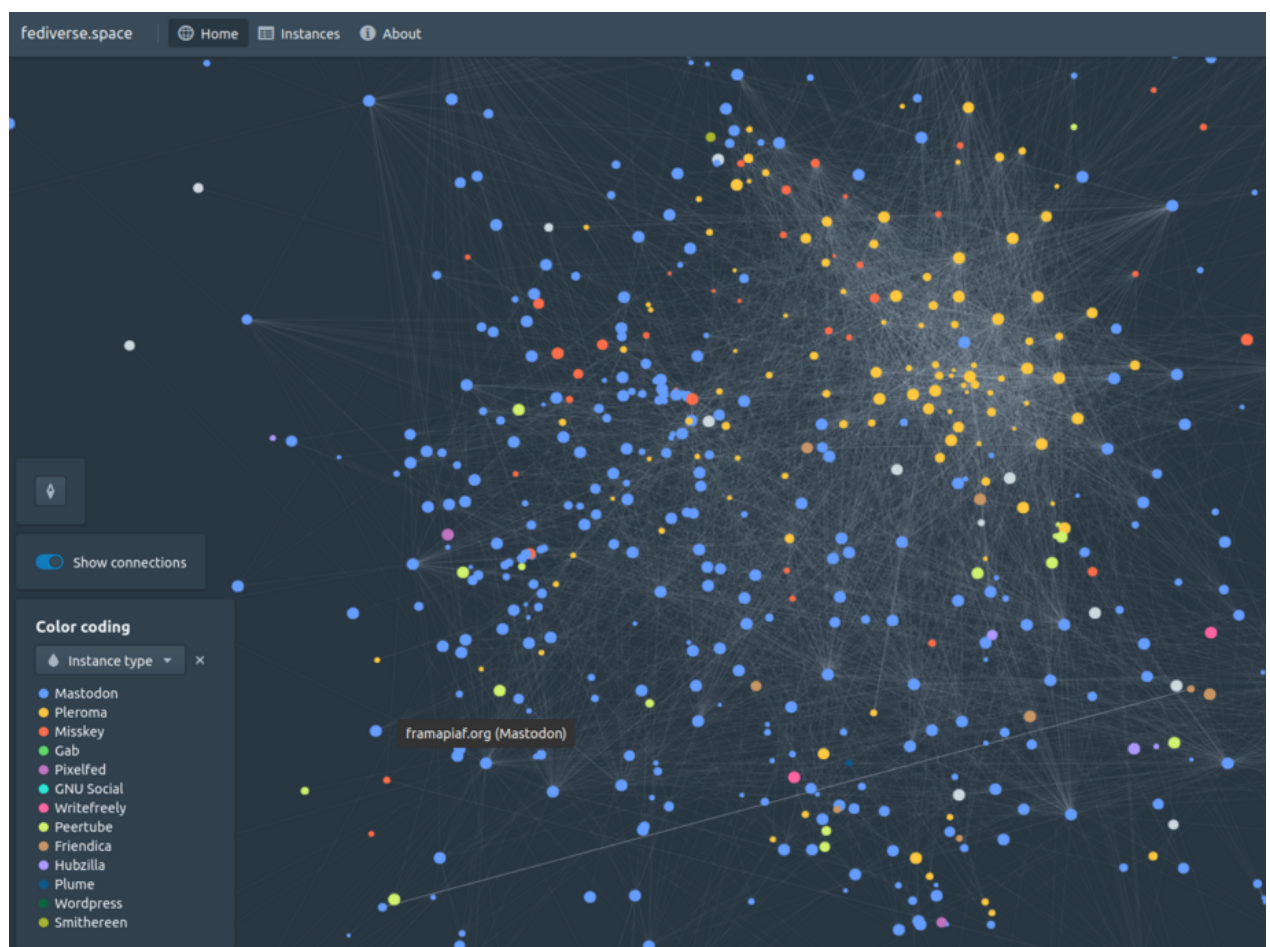 fediverse.space
Home
Instances
About
Show connections
Color coding
Instance type
Mastodon
Pleroma
Misskey
Gab
Pixelfed
GNU Social
Writefreely
Peertube
Friendica
Hubzilla
Plume
Wordpress
Smithereen
framapiaf.org (Mastodon)